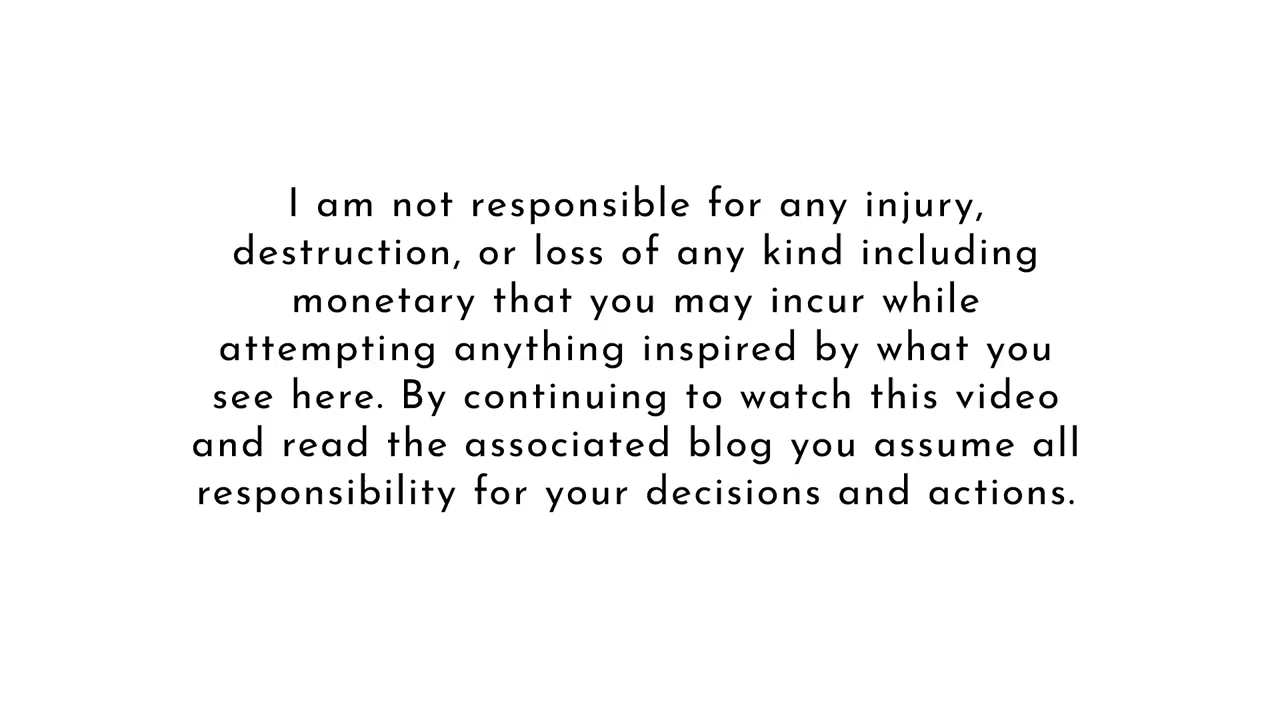 I am not responsible for any injury,
destruction, or loss of any kind including
monetary that you may incur while
attempting anything inspired by what you
see here. By continuing to watch this video
and read the associated blog you assume all
responsibility for your decisions and actions.